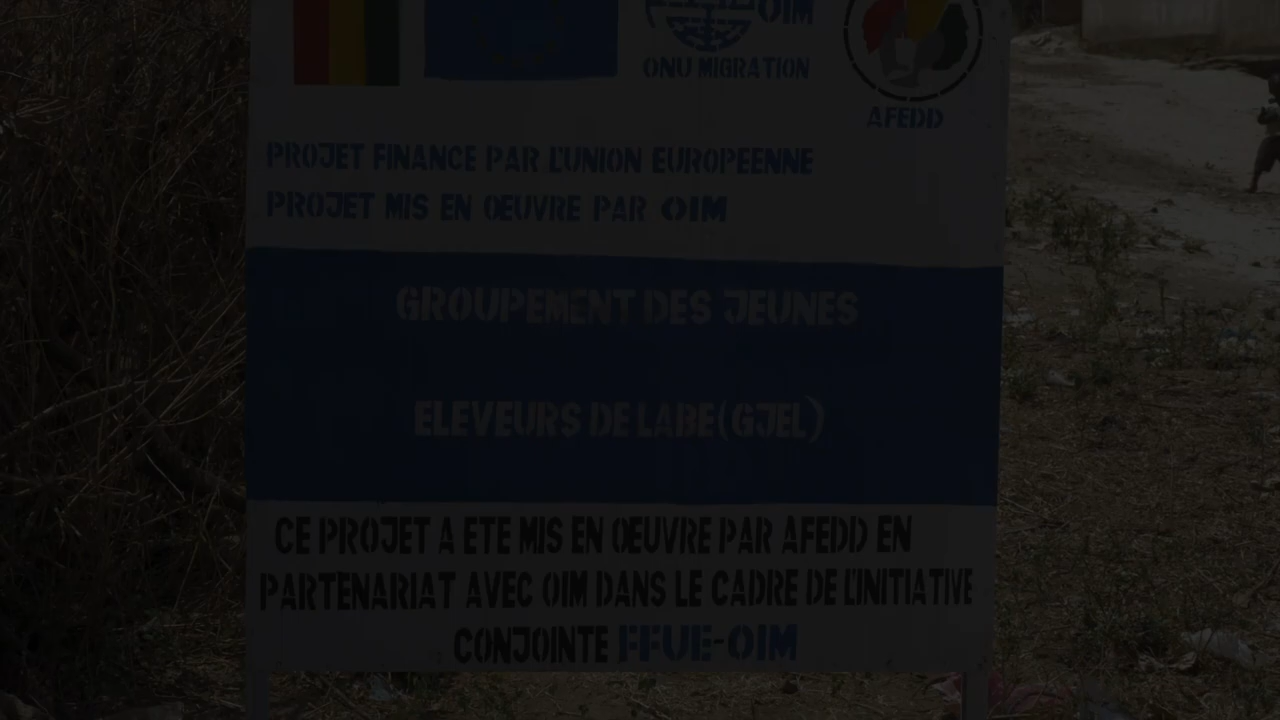 OIM
ONU MIGRATION
AFEDD
PROJET FINANCE PAR L'UNION EUROPEENNE
PROJET MIS EN OEUVRE PAR OIM
GROUPEMENT DES JEUNES
ELEVEURS DE LABE (GJEL)
CE PROJET A ETE MIS EN OEUVRE PAR AFEDD EN
PARTENARIAT AVEC OIM DANS LE CADRE DE L'INITIATIVE
CONJOINTE FFUE-OIM